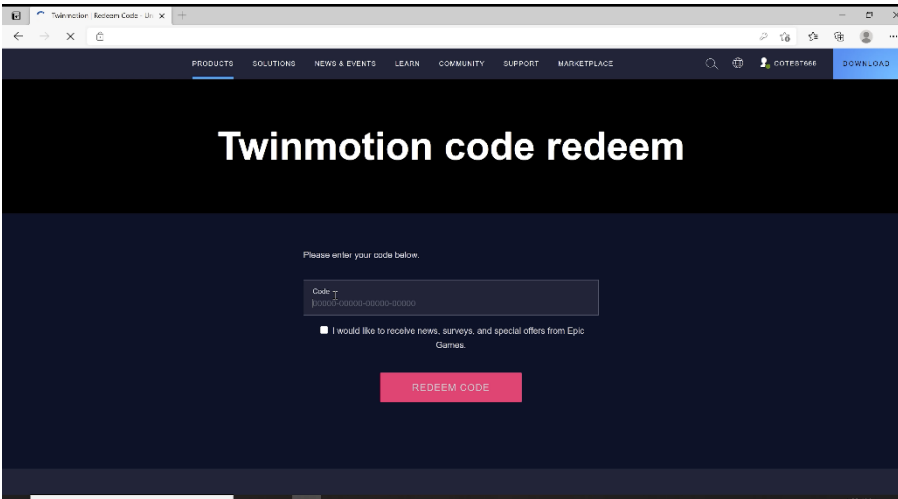 Twinmotion | Redeem Code - Un
PRODUCTS SOLUTIONS NEWS & EVENTS LEARN COMMUNITY SUPPORT MARKETPLACE COTEST666 DOWNLOAD
Twinmotion code redeem
Please enter your code below.
Code
00000-00000-00000-00000
I would like to receive news, surveys, and special offers from Epic
Games.
REDEEM CODE